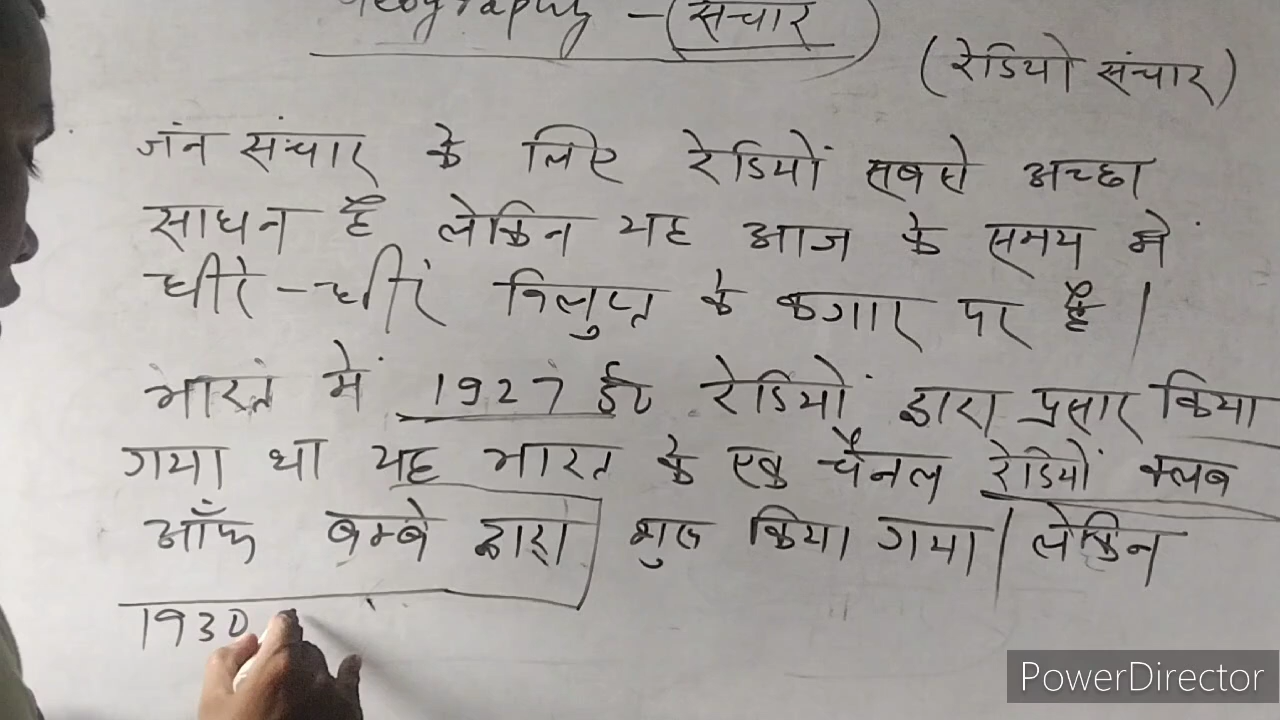 Geography - (संचार)
(रेडियो संचार)
जंन संचार के लिए रेडियों सबसे अच्छा
साधन है लेकिन यह आज के समय में
धीरे-धीरं विलुप्त के कगार पर है|
भारत में 1927 ई० रेडियों द्वारा प्रसार किया
गया था यह भारत के एक चैनल रेडियों क्लब
ऑफ बम्बे द्वारा शुरू किया गया| लेकिन
1930
PowerDirector